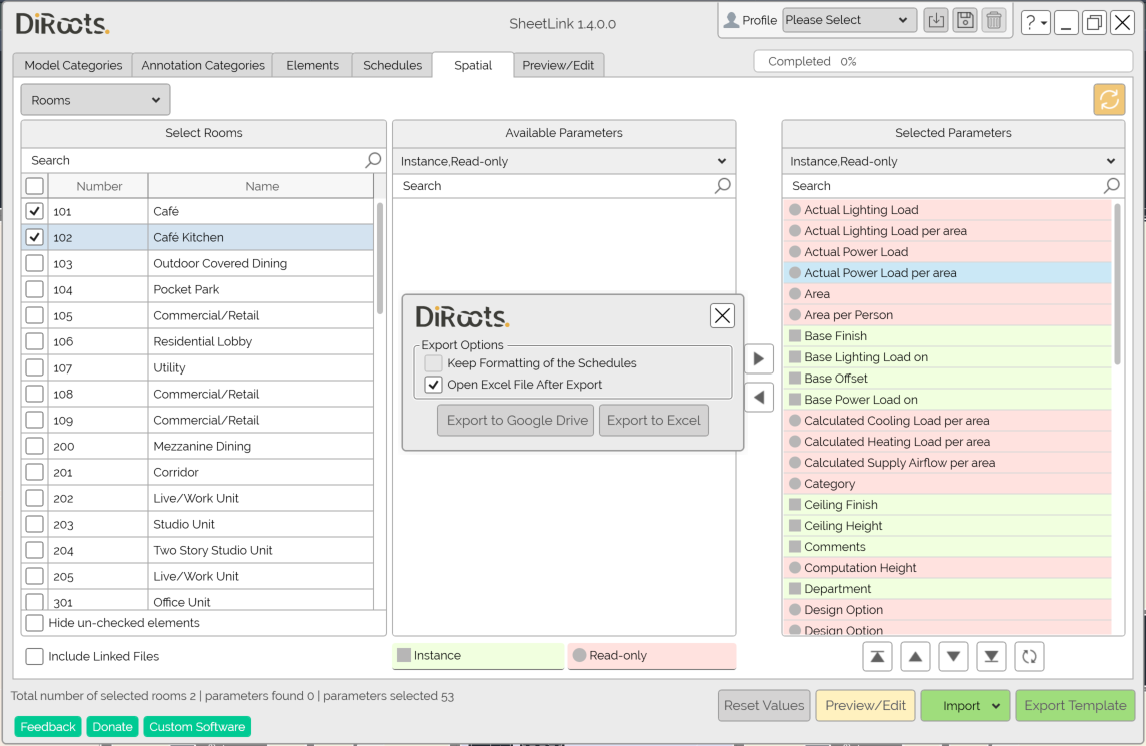 DiRoots.
SheetLink 1.4.0.0
Profile
Please Select
?
Model Categories
Annotation Categories
Elements
Schedules
Spatial
Preview/Edit
Completed 0%
Rooms
Select Rooms
Search
Number Name
101 Café
102 Café Kitchen
103 Outdoor Covered Dining
104 Pocket Park
105 Commercial/Retail
106 Residential Lobby
107 Utility
108 Commercial/Retail
109 Commercial/Retail
200 Mezzanine Dining
201 Corridor
202 Live/Work Unit
203 Studio Unit
204 Two Story Studio Unit
205 Live/Work Unit
301 Office Unit
Hide un-checked elements
Include Linked Files
Available Parameters
Instance,Read-only
Search
DiRoots.
Export Options
Keep Formatting of the Schedules
Open Excel File After Export
Export to Google Drive
Export to Excel
Instance
Read-only
Selected Parameters
Instance,Read-only
Search
Actual Lighting Load
Actual Lighting Load per area
Actual Power Load
Actual Power Load per area
Area
Area per Person
Base Finish
Base Lighting Load on
Base Offset
Base Power Load on
Calculated Cooling Load per area
Calculated Heating Load per area
Calculated Supply Airflow per area
Category
Ceiling Finish
Ceiling Height
Comments
Computation Height
Department
Design Option
Design Option
Total number of selected rooms 2 | parameters found 0 | parameters selected 53
Feedback
Donate
Custom Software
Reset Values
Preview/Edit
Import
Export Template